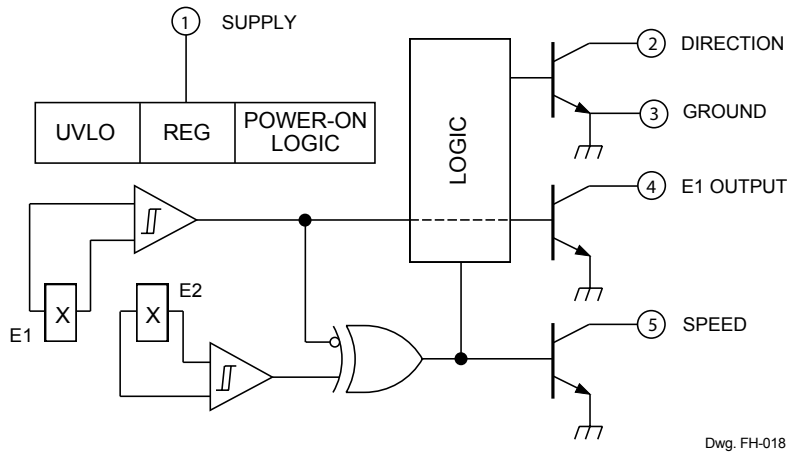 1 SUPPLY
2 DIRECTION
UVLO REG POWER-ON LOGIC
3 GROUND
LOGIC
4 E1 OUTPUT
E1 X
X E2
5 SPEED
Dwg. FH-018